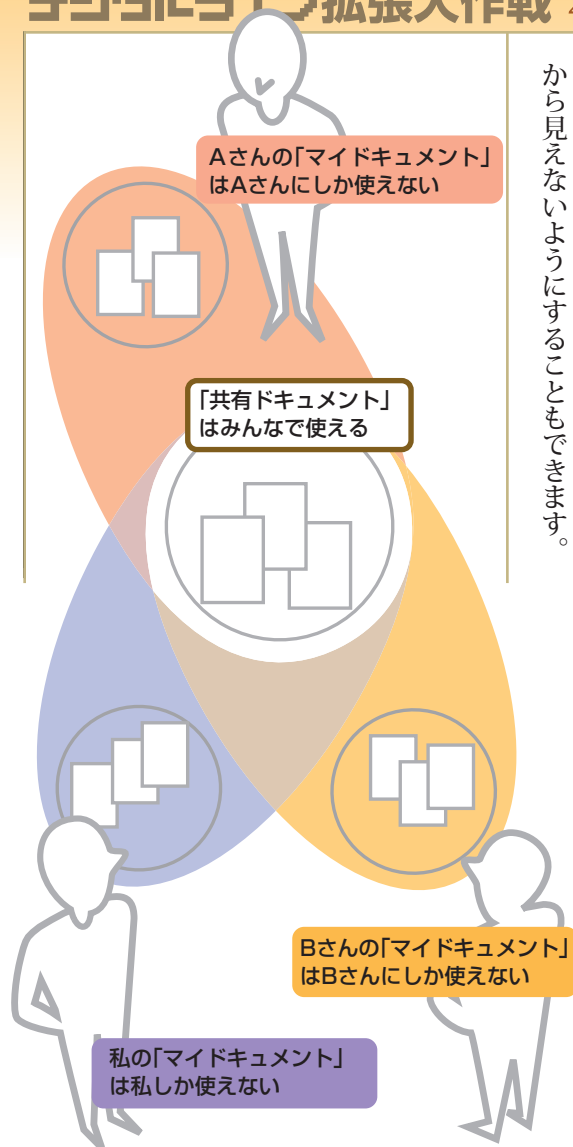 から見えないようにすることもできます。
Aさんの「マイドキュメント」
はAさんにしか使えない
「共有ドキュメント」
はみんなで使える
Bさんの「マイドキュメント」
はBさんにしか使えない
私の「マイドキュメント」
は私しか使えない